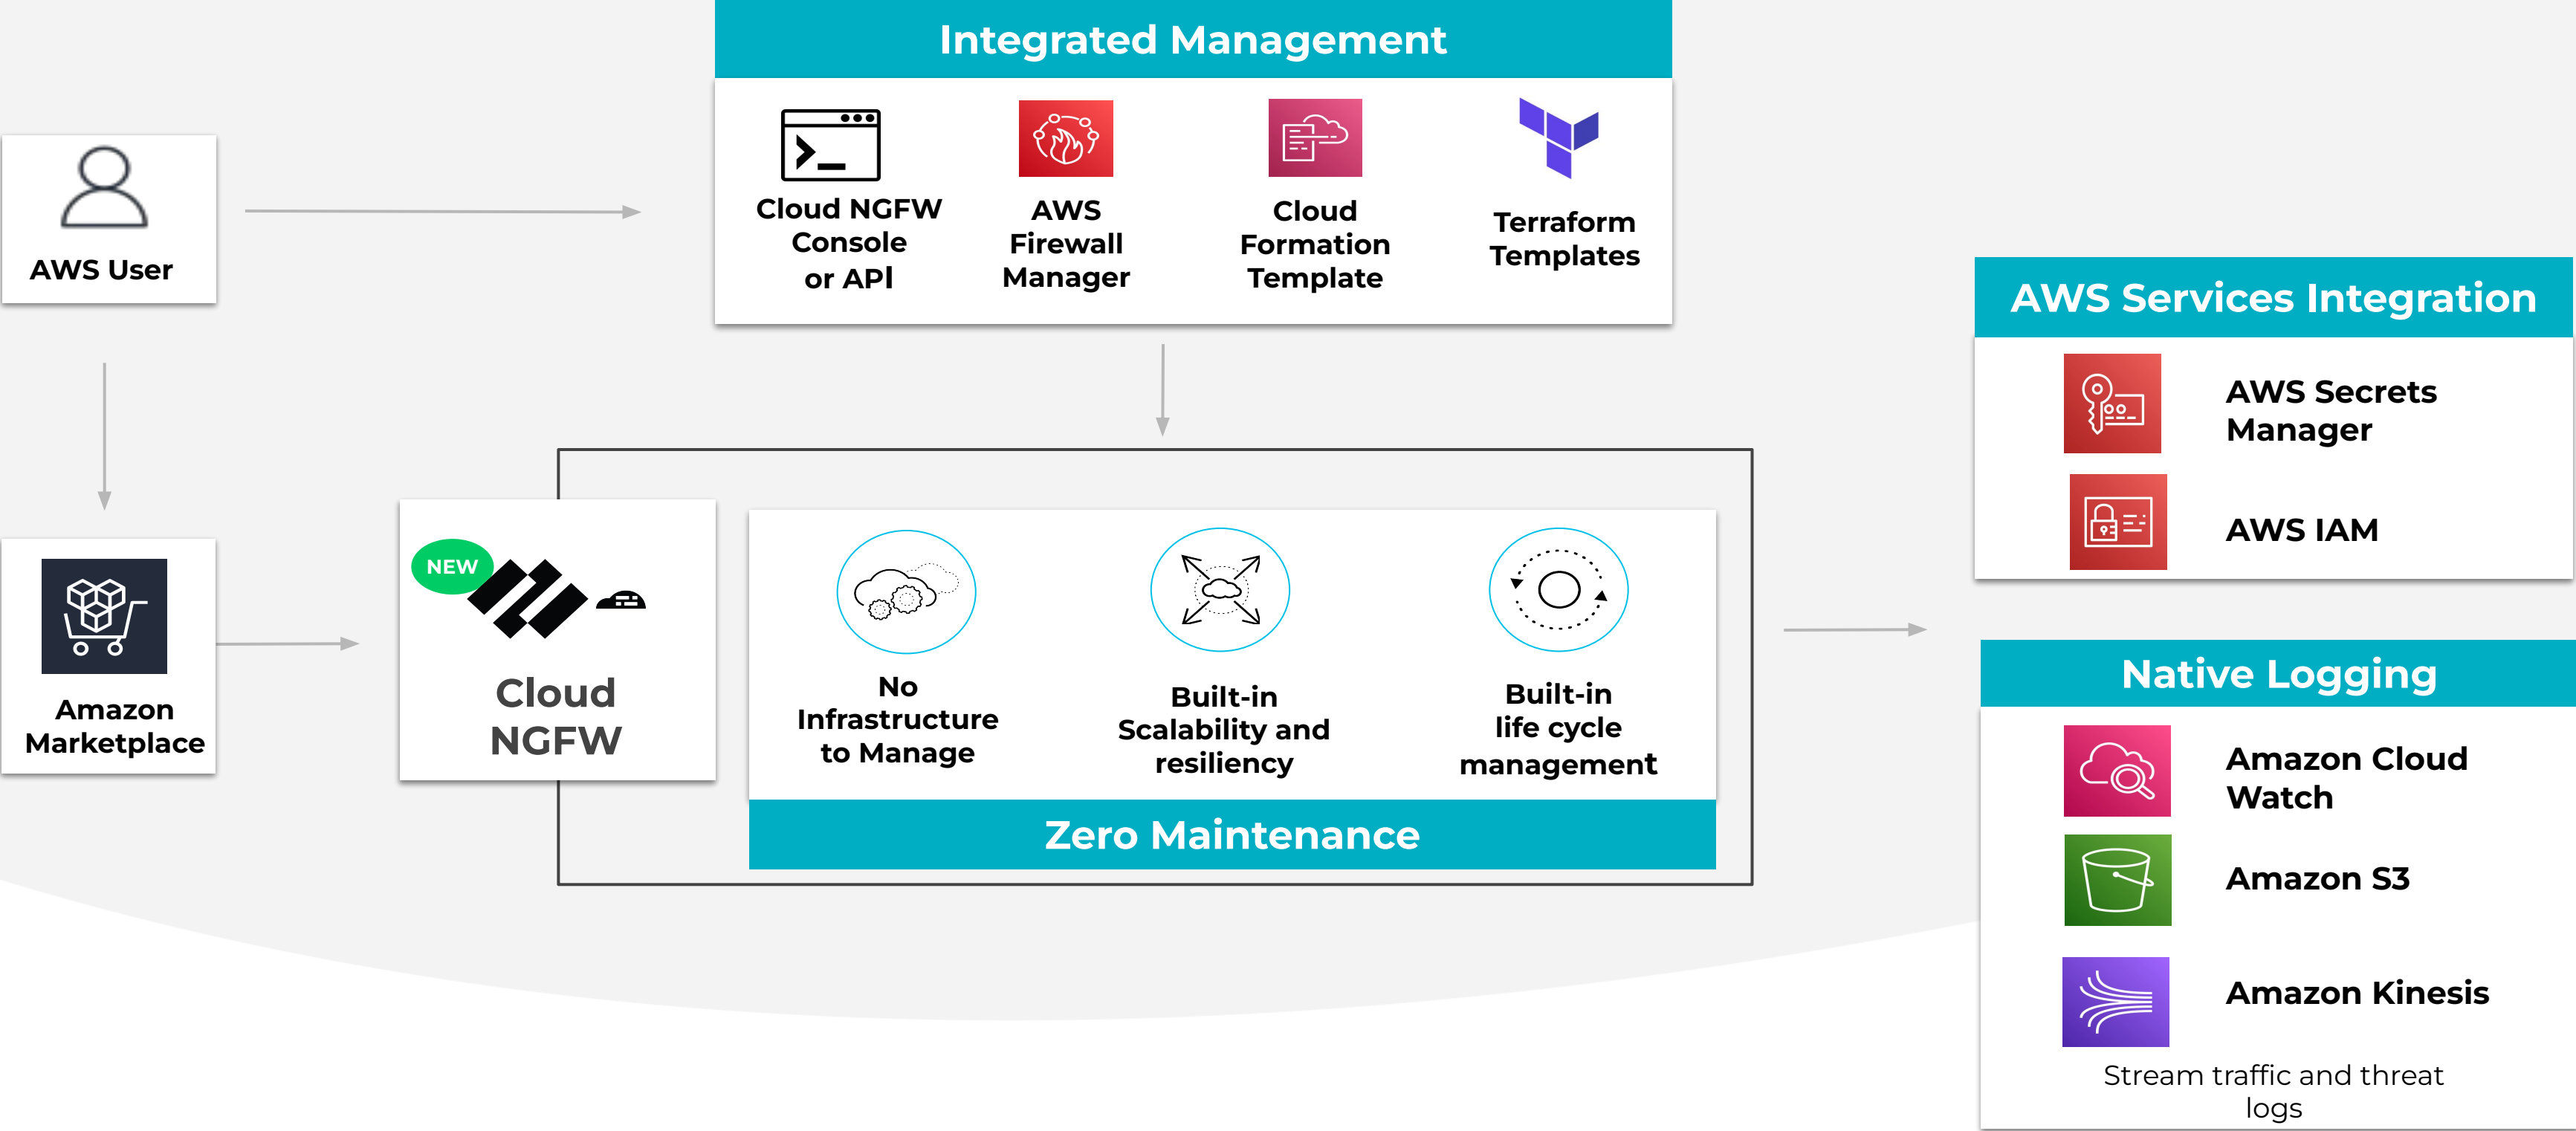 Integrated Management
Cloud NGFW
Console
or API
AWS
Firewall
Manager
Cloud
Formation
Template
Terraform
Templates
AWS User
Amazon
Marketplace
NEW
Cloud
NGFW
No
Infrastructure
to Manage
Built-in
Scalability and
resiliency
Built-in
life cycle
management
Zero Maintenance
AWS Services Integration
AWS Secrets
Manager
AWS IAM
Native Logging
Amazon Cloud
Watch
Amazon S3
Amazon Kinesis
Stream traffic and threat
logs